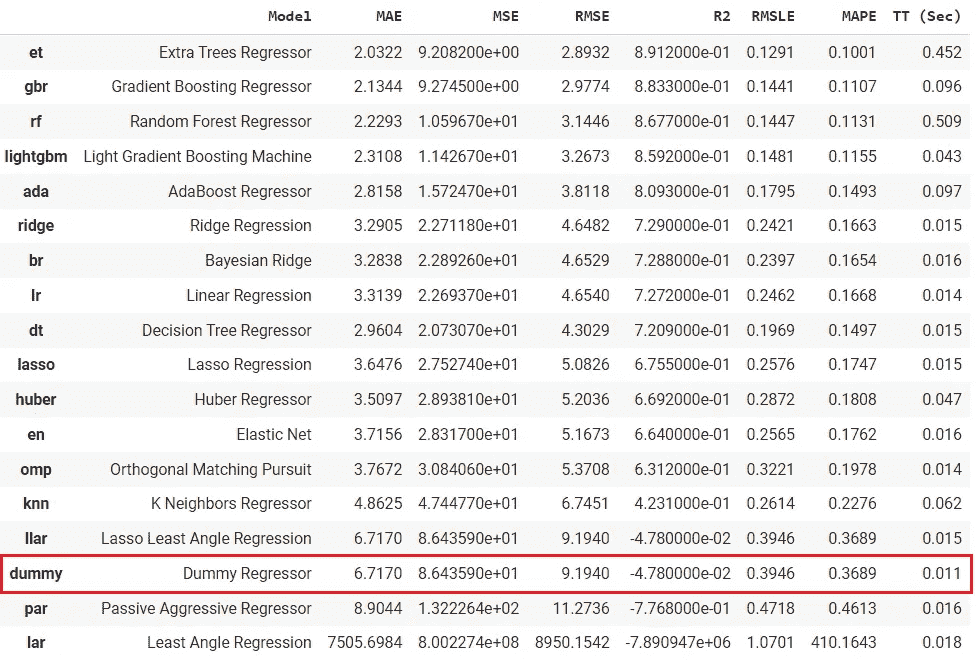 Model MAE MSE RMSE R2 RMSLE MAPE TT (Sec)
et Extra Trees Regressor 2.0322 9.208200e+00 2.8932 8.912000e-01 0.1291 0.1001 0.452
gbr Gradient Boosting Regressor 2.1344 9.274500e+00 2.9774 8.833000e-01 0.1441 0.1107 0.096
rf Random Forest Regressor 2.2293 1.059670e+01 3.1446 8.677000e-01 0.1447 0.1131 0.509
lightgbm Light Gradient Boosting Machine 2.3108 1.142670e+01 3.2673 8.592000e-01 0.1481 0.1155 0.043
ada AdaBoost Regressor 2.8158 1.572470e+01 3.8118 8.093000e-01 0.1795 0.1493 0.097
ridge Ridge Regression 3.2905 2.271180e+01 4.6482 7.290000e-01 0.2421 0.1663 0.015
br Bayesian Ridge 3.2838 2.289260e+01 4.6529 7.288000e-01 0.2397 0.1654 0.016
lr Linear Regression 3.3139 2.269370e+01 4.6540 7.272000e-01 0.2462 0.1668 0.014
dt Decision Tree Regressor 2.9604 2.073070e+01 4.3029 7.209000e-01 0.1969 0.1497 0.015
lasso Lasso Regression 3.6476 2.752740e+01 5.0826 6.755000e-01 0.2576 0.1747 0.015
huber Huber Regressor 3.5097 2.893810e+01 5.2036 6.692000e-01 0.2872 0.1808 0.047
en Elastic Net 3.7156 2.831700e+01 5.1673 6.640000e-01 0.2565 0.1762 0.016
omp Orthogonal Matching Pursuit 3.7672 3.084060e+01 5.3708 6.312000e-01 0.3221 0.1978 0.014
knn K Neighbors Regressor 4.8625 4.744770e+01 6.7451 4.231000e-01 0.2614 0.2276 0.062
llar Lasso Least Angle Regression 6.7170 8.643590e+01 9.1940 -4.780000e-02 0.3946 0.3689 0.015
dummy Dummy Regressor 6.7170 8.643590e+01 9.1940 -4.780000e-02 0.3946 0.3689 0.011
par Passive Aggressive Regressor 8.9044 1.322264e+02 11.2736 -7.768000e-01 0.4718 0.4613 0.016
lar Least Angle Regression 7505.6984 8.002274e+08 8950.1542 -7.890947e+06 1.0701 410.1643 0.018